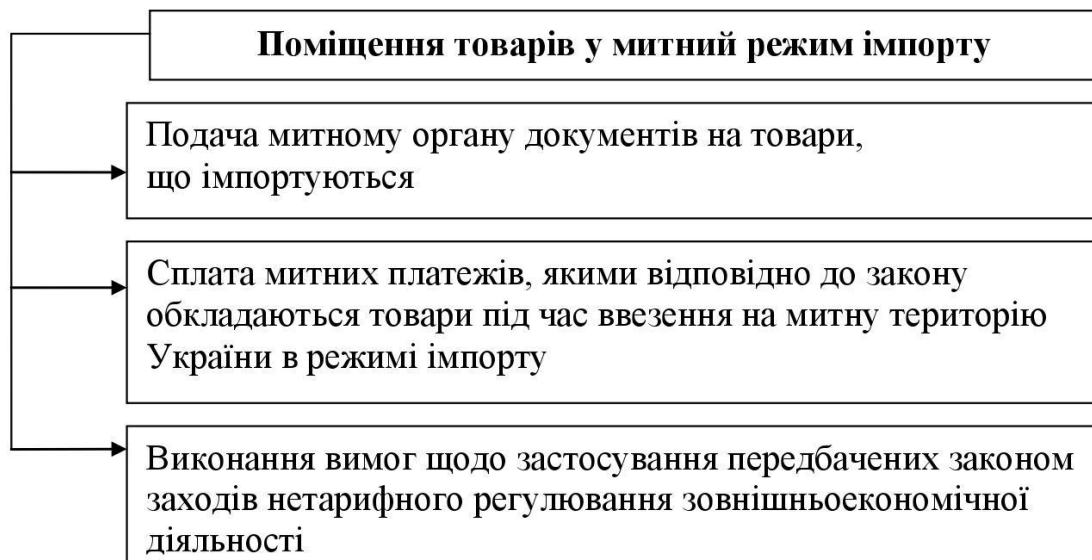 Поміщення товарів у митний режим імпорту
Подача митному органу документів на товари,
що імпортуються
Сплата митних платежів, якими відповідно до закону
обкладаються товари під час ввезення на митну територію
України в режимі імпорту
Виконання вимог щодо застосування передбачених законом
заходів нетарифного регулювання зовнішньоекономічної
діяльності